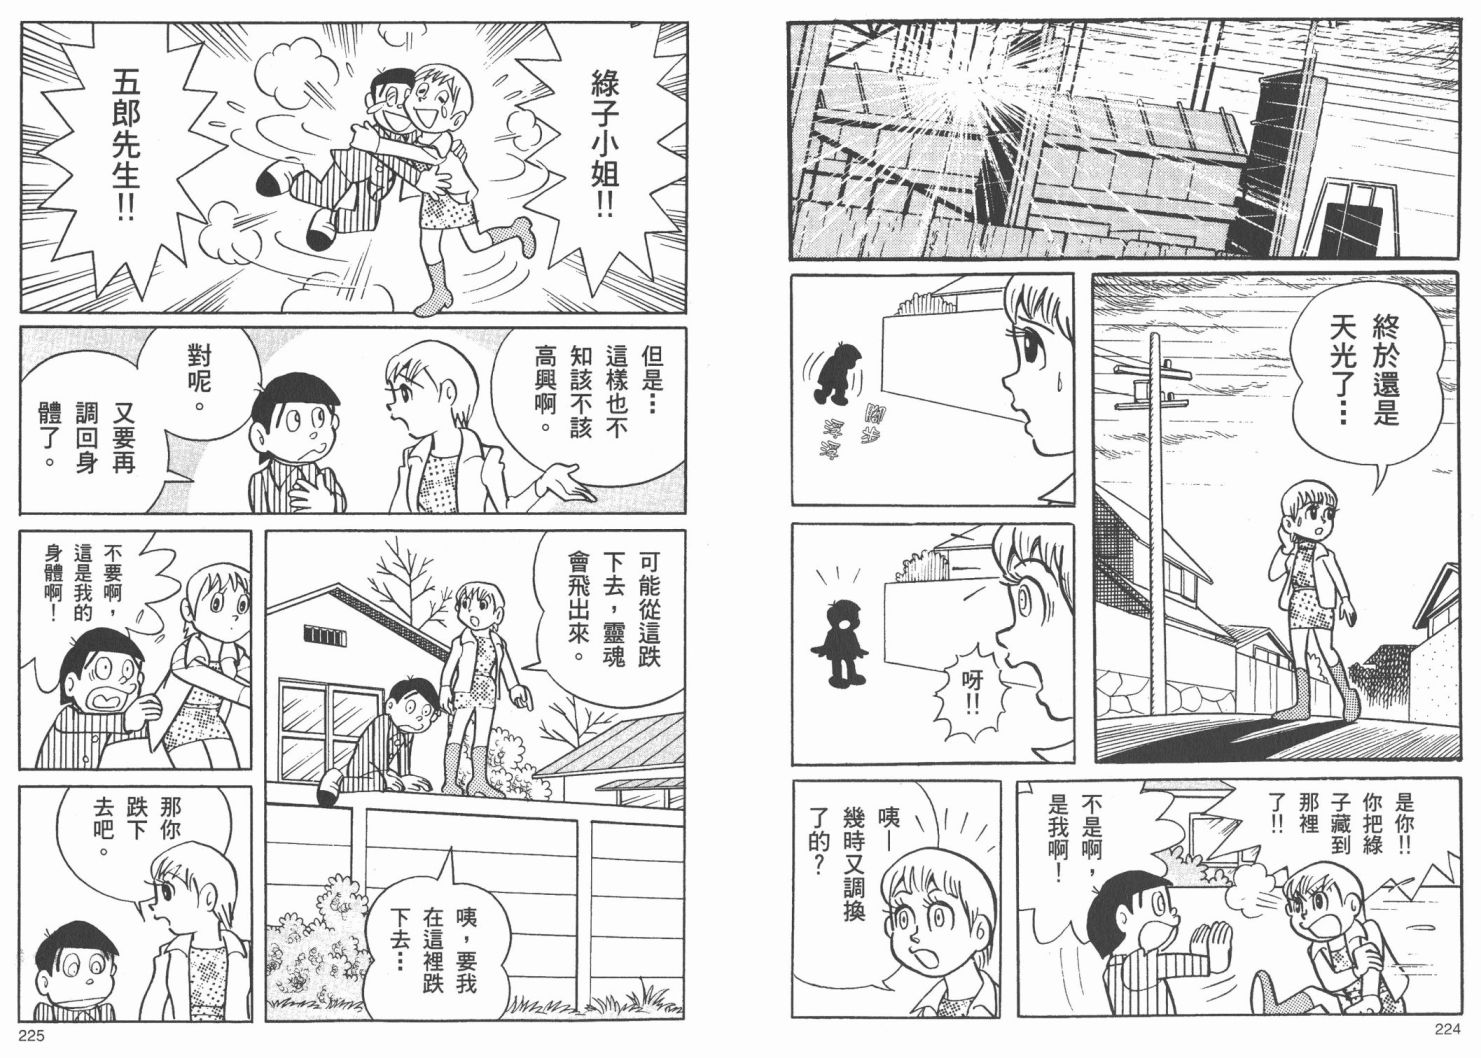 終於還是
天光了…
腳步
浮浮
呀!!
是你!!
你把綠
子藏到
那裡
了!!
不是啊，
是我啊！
咦—
幾時又調換
了的？
224
綠子小姐!!
五郎先生!!
但是…
這樣也不
知該不該
高興啊。
對呢。
又要再
調回身
體了。
可能從這跌
下去，靈魂
會飛出來。
咦，要我
在這裡跌
下去…
不要啊，
這是我的
身體啊！
那你
跌下
去吧。
225